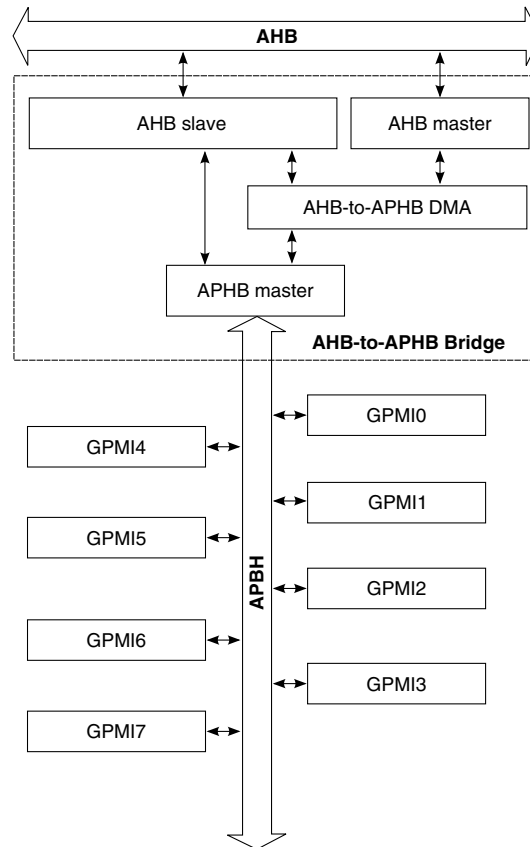 AHB
AHB slave
AHB master
AHB-to-APHB DMA
APHB master
AHB-to-APHB Bridge
GPMI0
GPMI4
GPMI1
GPMI5
APBH
GPMI2
GPMI6
GPMI3
GPMI7